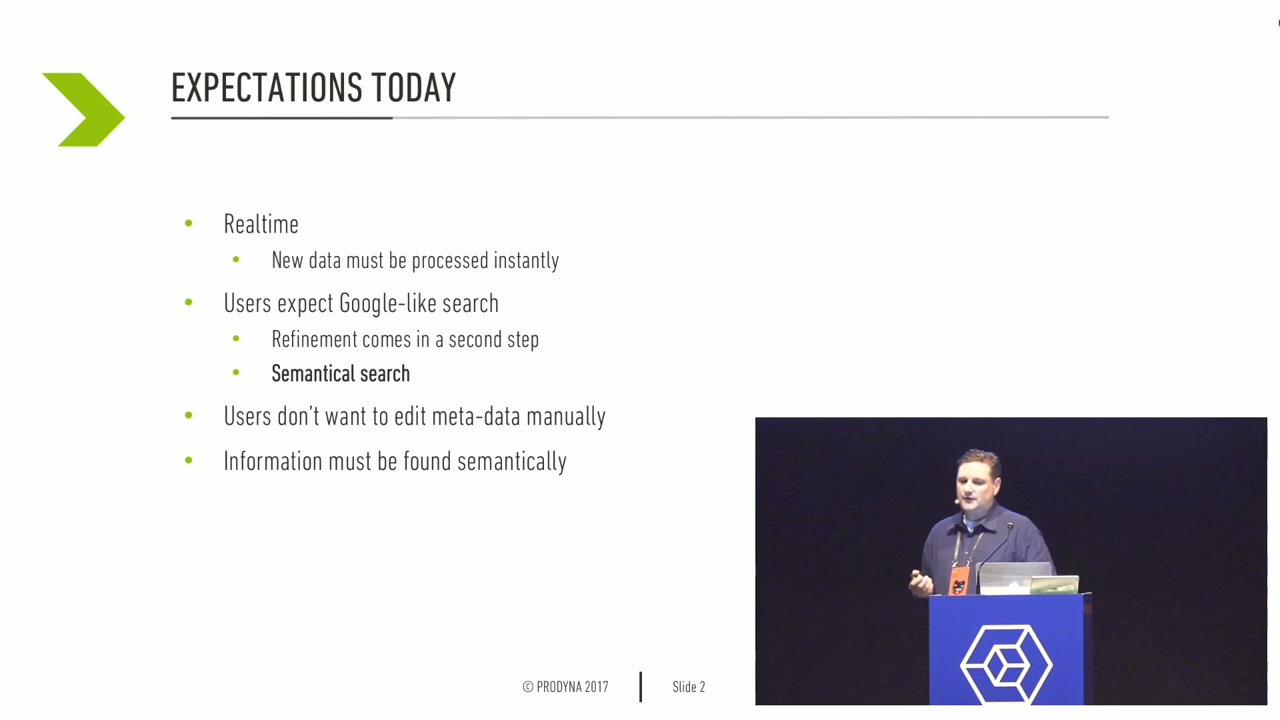 EXPECTATIONS TODAY
• Realtime
• New data must be processed instantly
• Users expect Google-like search
• Refinement comes in a second step
• Semantical search
• Users don't want to edit meta-data manually
• Information must be found semantically
© PRODYNA 2017
Slide 2